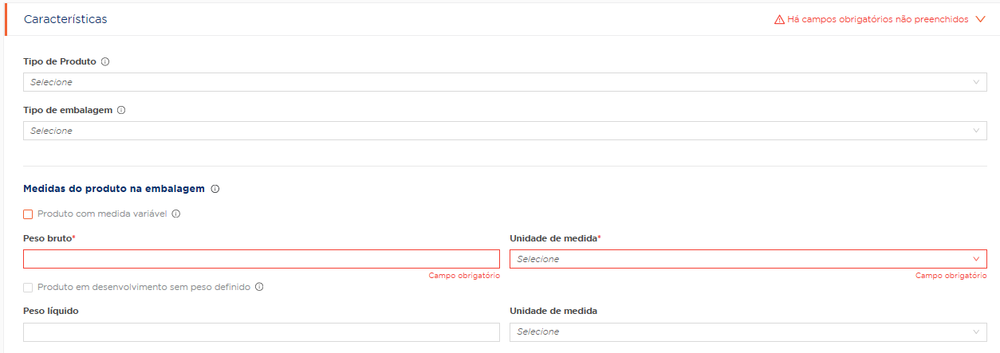 Características
Há campos obrigatórios não preenchidos
Tipo de Produto
Selecione
Tipo de embalagem
Selecione
Medidas do produto na embalagem
Produto com medida variável
Peso bruto* Unidade de medida*
Selecione
Campo obrigatório Campo obrigatório
Produto em desenvolvimento sem peso definido
Peso líquido Unidade de medida
Selecione